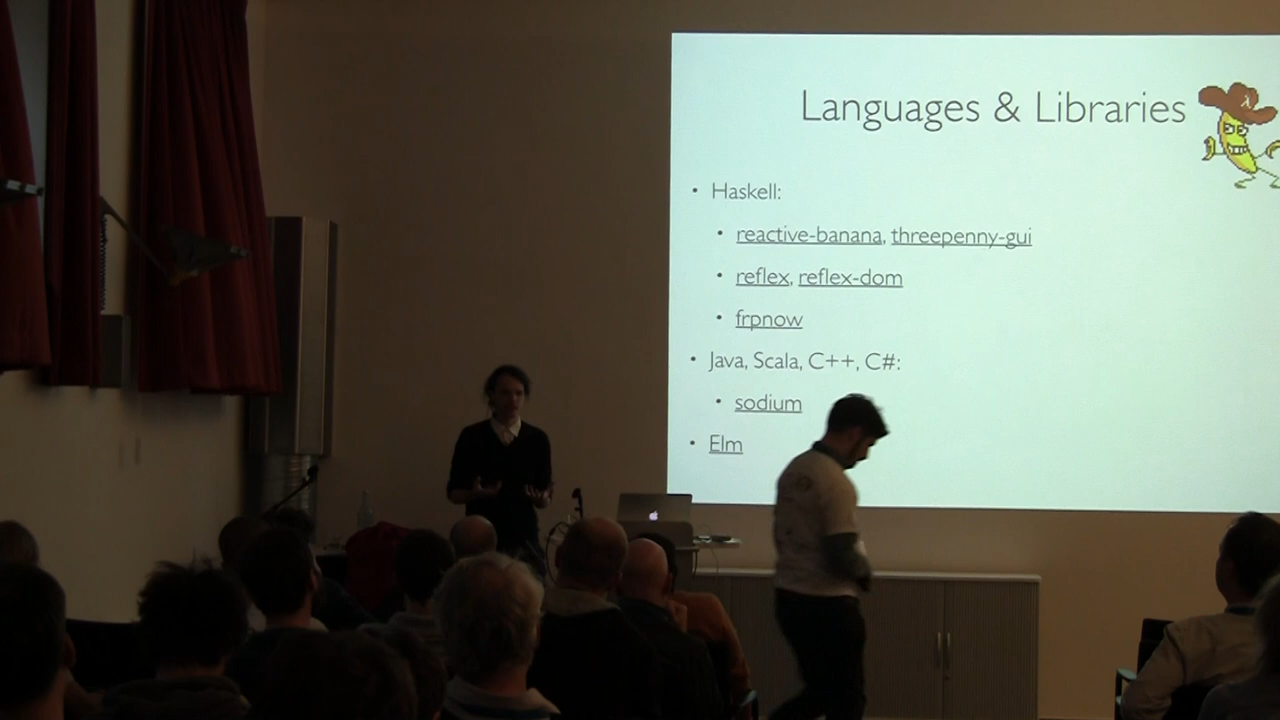 Languages & Libraries
• Haskell:
• reactive-banana, threepenny-gui
• reflex, reflex-dom
• frpnow
• Java, Scala, C++, C#:
• sodium
• Elm
λ